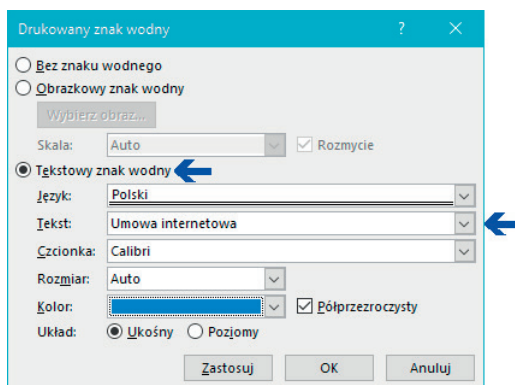 Drukowany znak wodny ? ×
Bez znaku wodnego
Obrazkowy znak wodny
Wybierz obraz...
Skala: Auto Rozmycie
Tekstowy znak wodny
Język: Polski
Tekst: Umowa internetowa
Czcionka: Calibri
Rozmiar: Auto
Kolor: Półprzezroczysty
Układ: Ukośny Poziomy
Zastosuj OK Anuluj